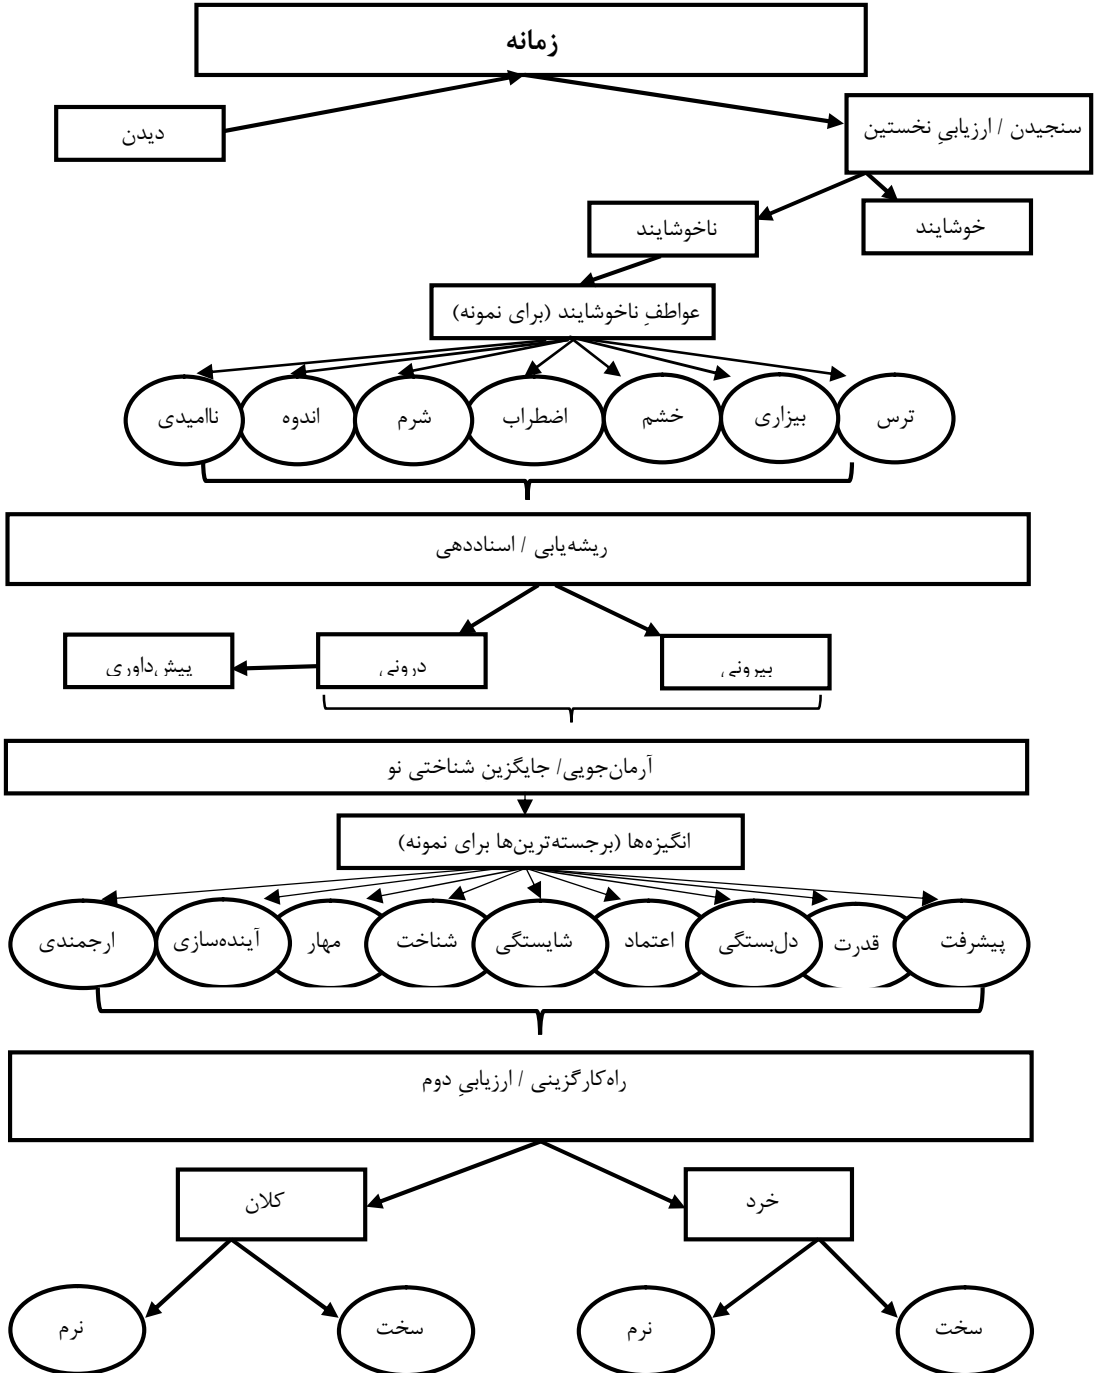 زمانه
سنجیدن / ارزیابیِ نخستین
دیدن
خوشایند
ناخوشایند
عواطفِ ناخوشایند (برای نمونه)
ترس
بیزاری
خشم
اضطراب
شرم
اندوه
ناامیدی
ریشه‌یابی / اسناددهی
بیرونی
درونی
پیش‌داوری
آرمان‌جویی/ جایگزین شناختی نو
انگیزه‌ها (برجسته‌ترین‌ها برای نمونه)
پیشرفت
قدرت
دل‌بستگی
اعتماد
شایستگی
شناخت
مهار
آینده‌سازی
ارجمندی
راه‌کارگزینی / ارزیابیِ دوم
خرد
کلان
سخت
نرم
سخت
نرم